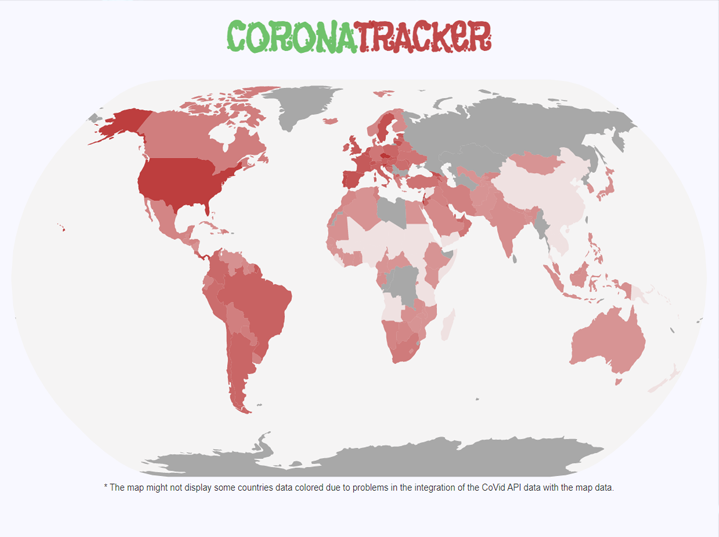 CORONATRACKER
* The map might not display some countries data colored due to problems in the integration of the CoVid API data with the map data.